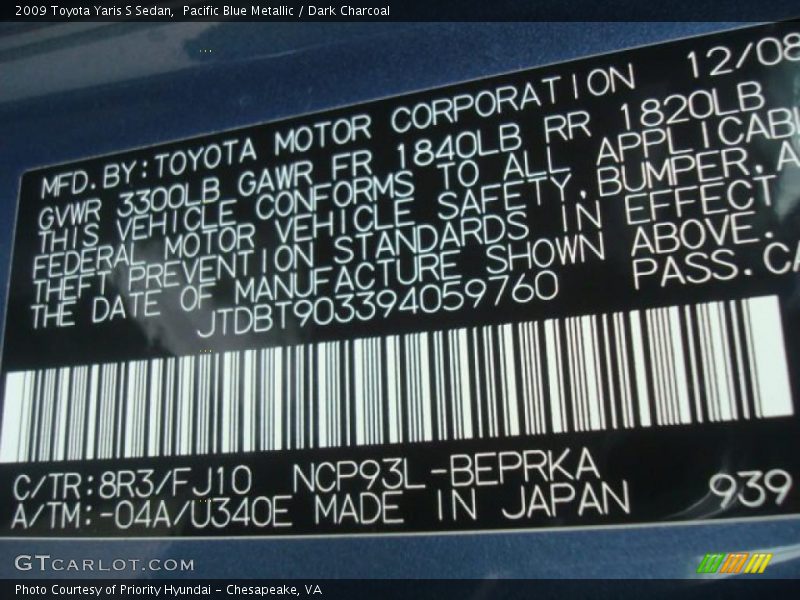 2009 Toyota Yaris S Sedan, Pacific Blue Metallic / Dark Charcoal
MFD. BY: TOYOTA MOTOR CORPORATION 12/08
GVWR 3300LB GAWR FR 1840LB RR 1820LB
THIS VEHICLE CONFORMS TO ALL APPLICABL
FEDERAL MOTOR VEHICLE SAFETY, BUMPER, A
THEFT PREVENTION STANDARDS IN EFFECT
THE DATE OF MANUFACTURE SHOWN ABOVE.
JTDBT903394059760 PASS. CA
C/TR: 8R3/FJ10 NCP93L-BEPRKA
A/TM: -04A/U340E MADE IN JAPAN 939
GTCARLOT.COM
Photo Courtesy of Priority Hyundai - Chesapeake, VA